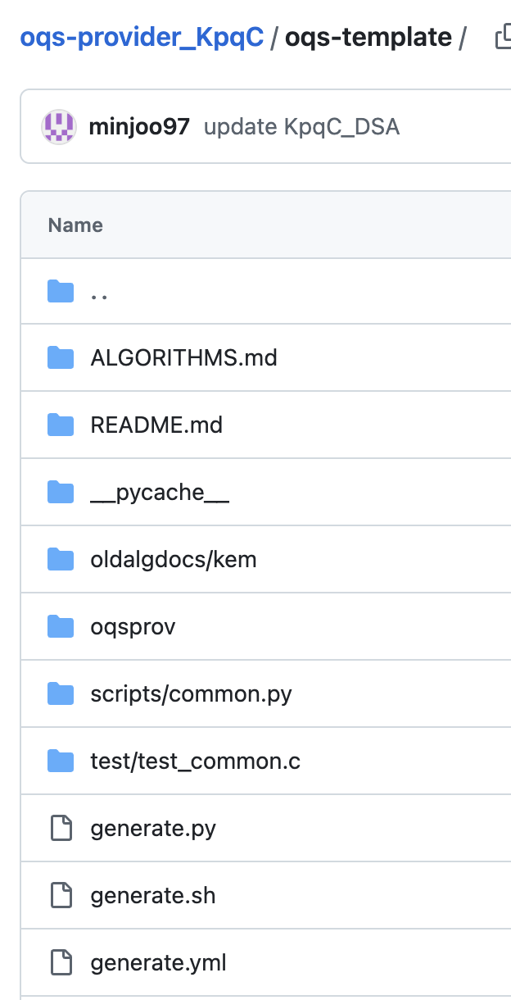 oqs-provider_KpqC / oqs-template /
minjoo97 update KpqC_DSA
Name
..
ALGORITHMS.md
README.md
__pycache__
oldalgdocs/kem
oqsprov
scripts/common.py
test/test_common.c
generate.py
generate.sh
generate.yml